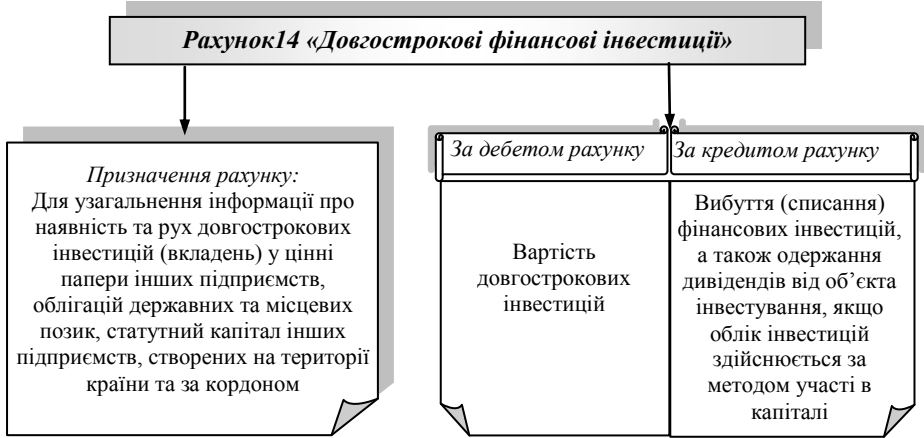 Рахунок14 «Довгострокові фінансові інвестиції»
Призначення рахунку:
Для узагальнення інформації про
наявність та рух довгострокових
інвестицій (вкладень) у цінні
папери інших підприємств,
облігацій державних та місцевих
позик, статутний капітал інших
підприємств, створених на території
країни та за кордоном
За дебетом рахунку
Вартість
довгострокових
інвестицій
За кредитом рахунку
Вибуття (списання)
фінансових інвестицій,
а також одержання
дивідендів від об’єкта
інвестування, якщо
облік інвестицій
здійснюється за
методом участі в
капіталі